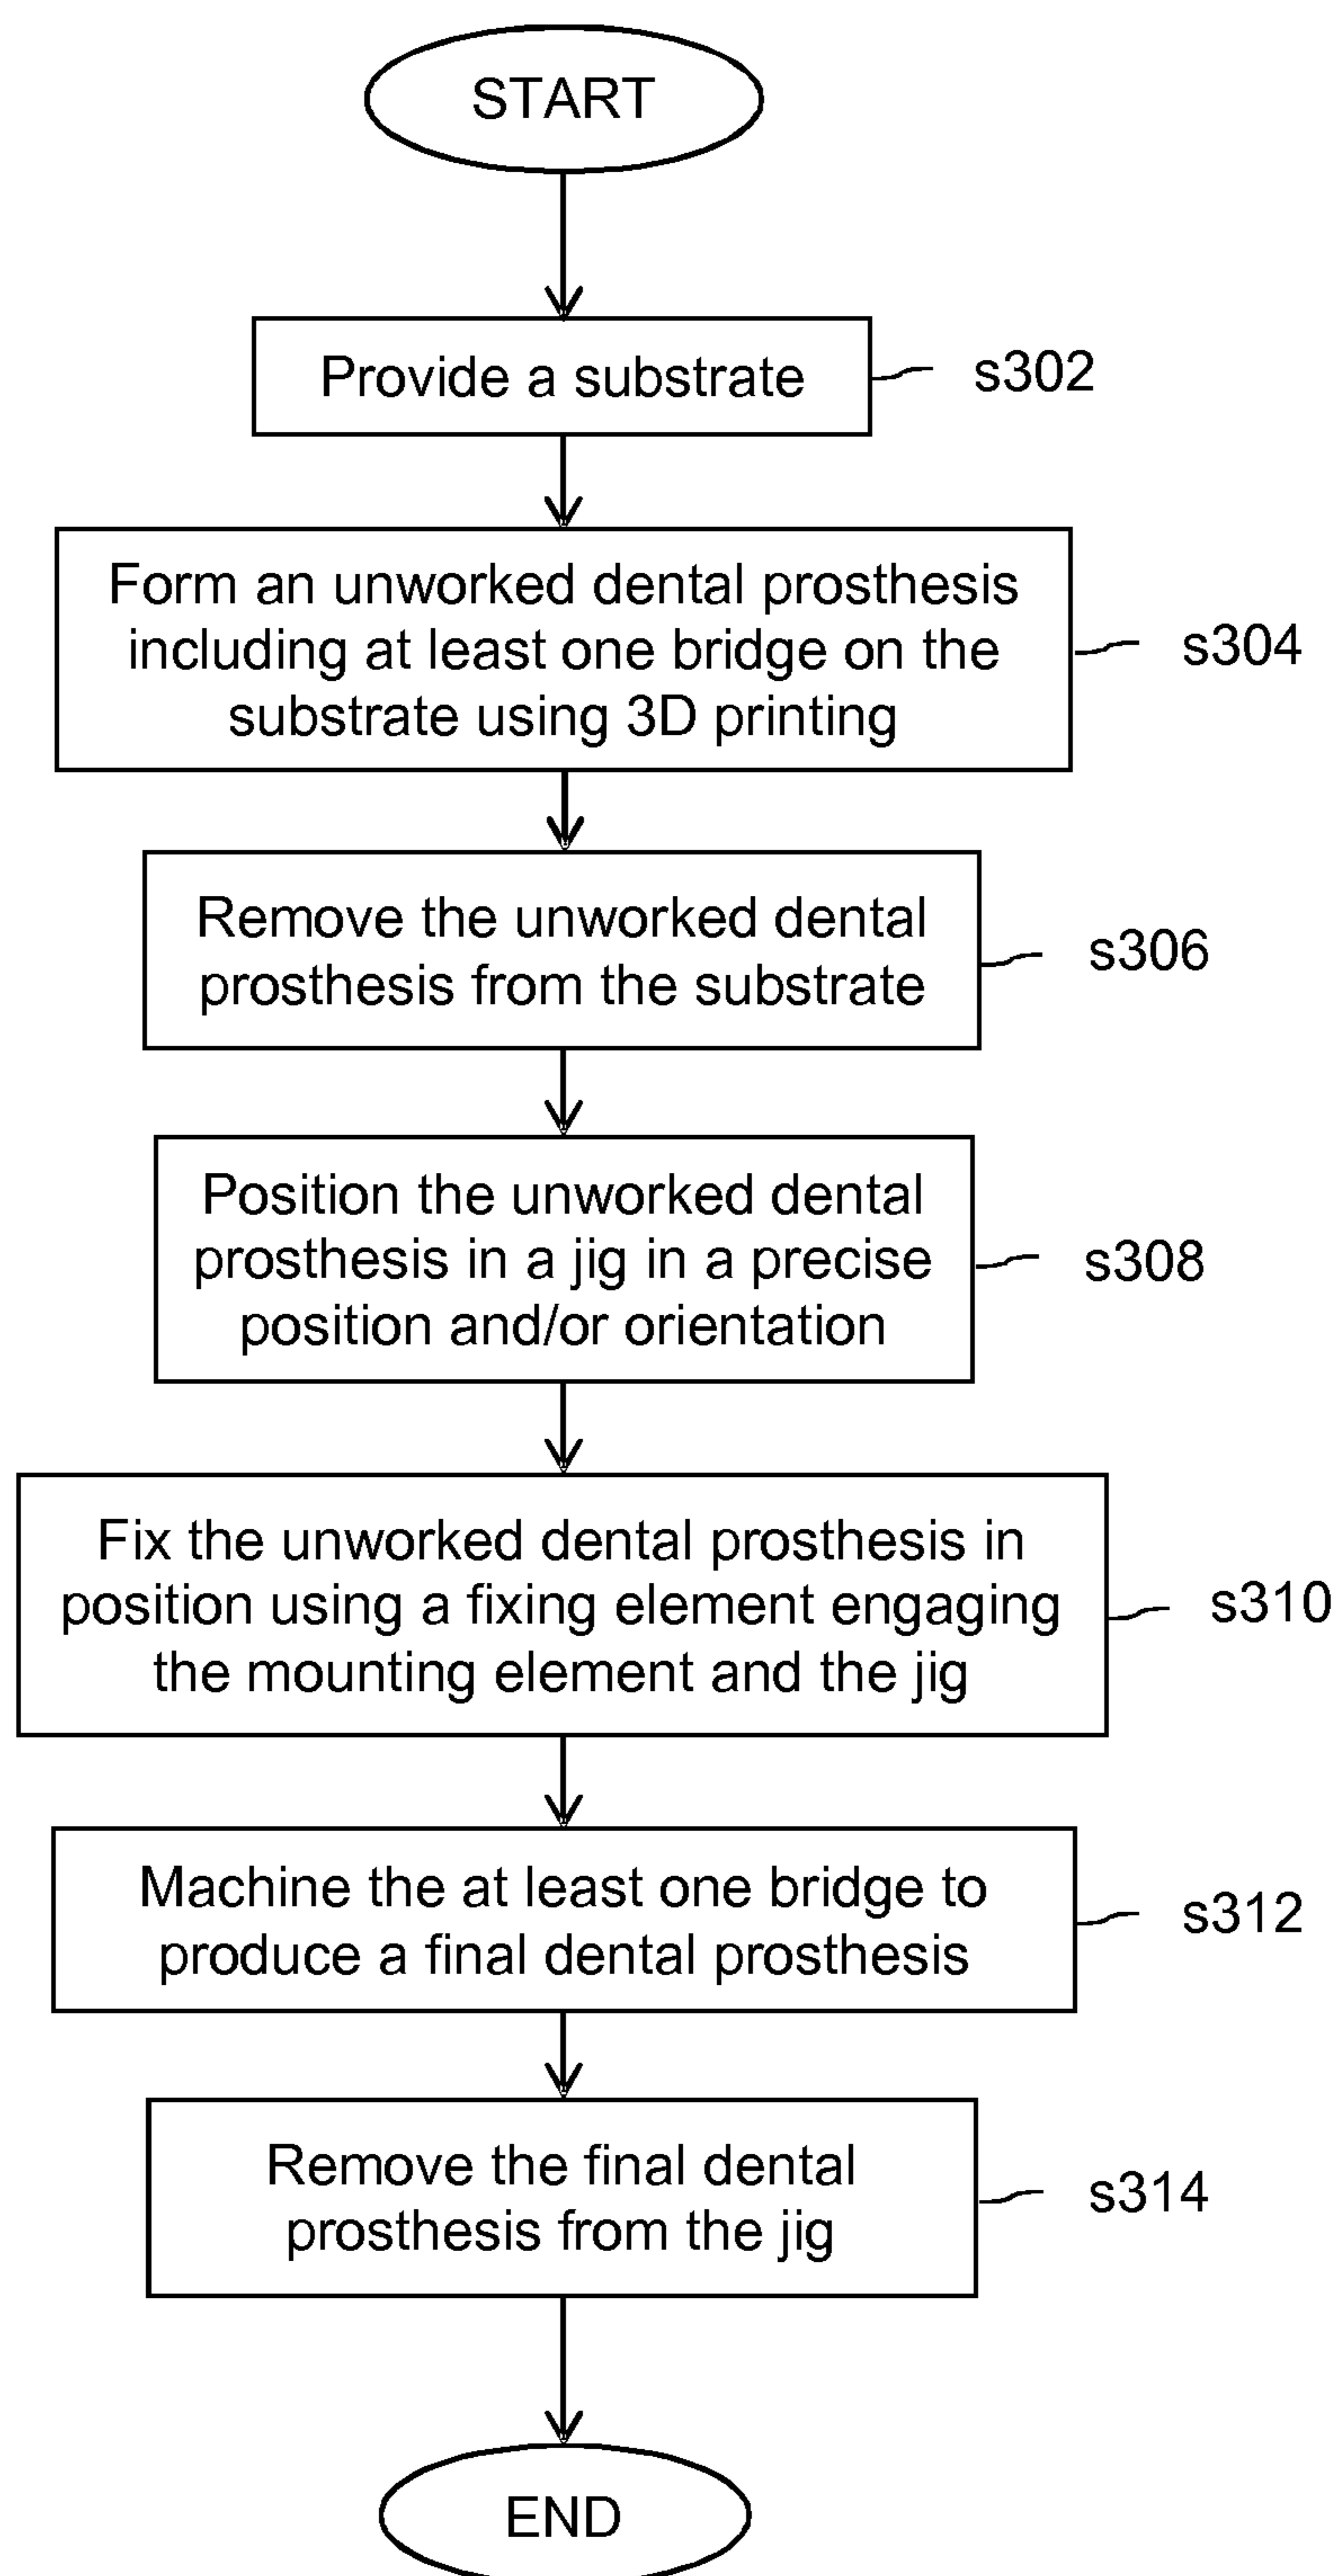 START
Provide a substrate
s302
Form an unworked dental prosthesis
including at least one bridge on the
substrate using 3D printing
s304
Remove the unworked dental
prosthesis from the substrate
s306
Position the unworked dental
prosthesis in a jig in a precise
position and/or orientation
s308
Fix the unworked dental prosthesis in
position using a fixing element engaging
the mounting element and the jig
s310
Machine the at least one bridge to
produce a final dental prosthesis
s312
Remove the final dental
prosthesis from the jig
s314
END